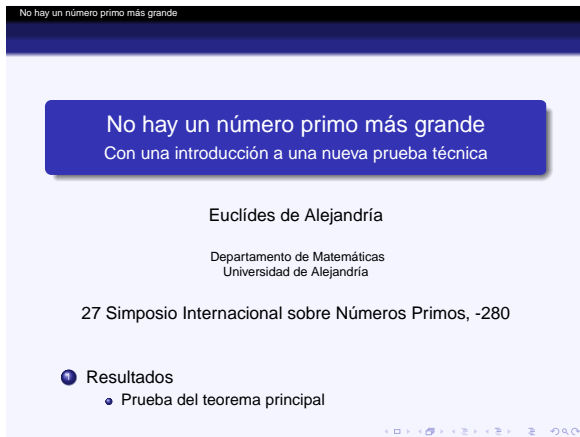 No hay un número primo más grande
No hay un número primo más grande
Con una introducción a una nueva prueba técnica
Euclídes de Alejandría
Departamento de Matemáticas
Universidad de Alejandría
27 Simposio Internacional sobre Números Primos, -280
1 Resultados
Prueba del teorema principal